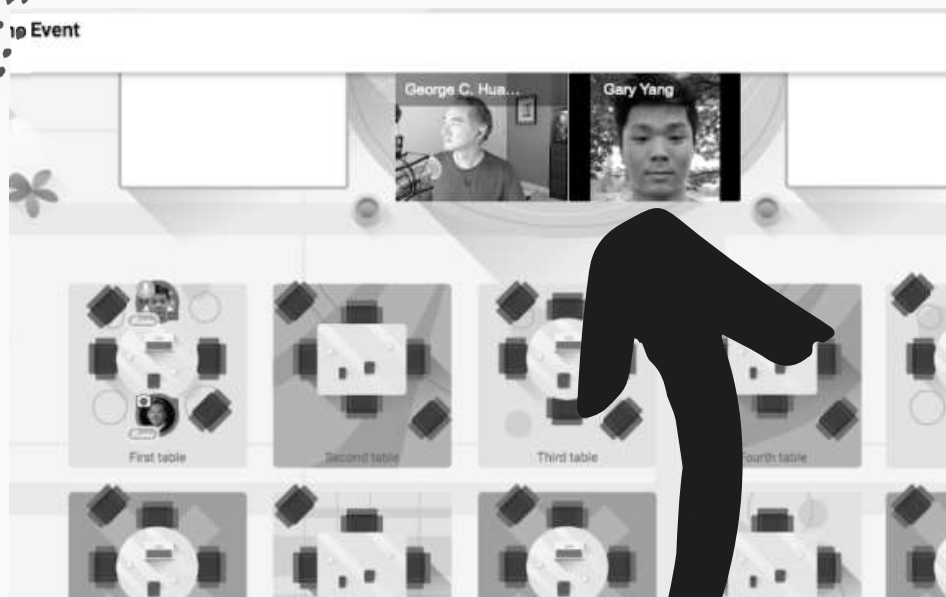 Event
George C. Hua...
Gary Yang
First table
Second table
Third table
Fourth table